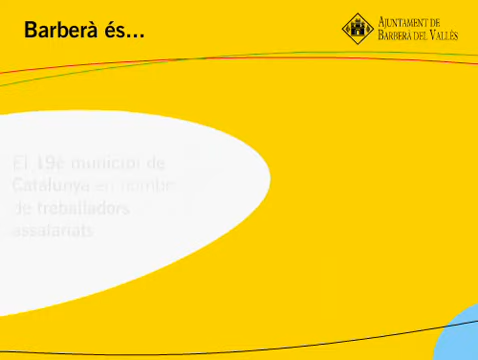 Barberà és...
AJUNTAMENT DE
BARBERÀ DEL VALLÈS
El 19è municipi de
Catalunya en nombre
de treballadors
assalariats